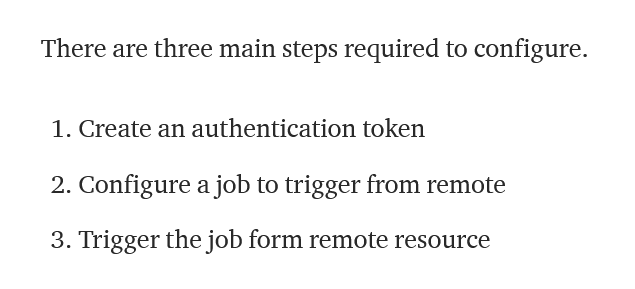 There are three main steps required to configure.
1. Create an authentication token
2. Configure a job to trigger from remote
3. Trigger the job form remote resource